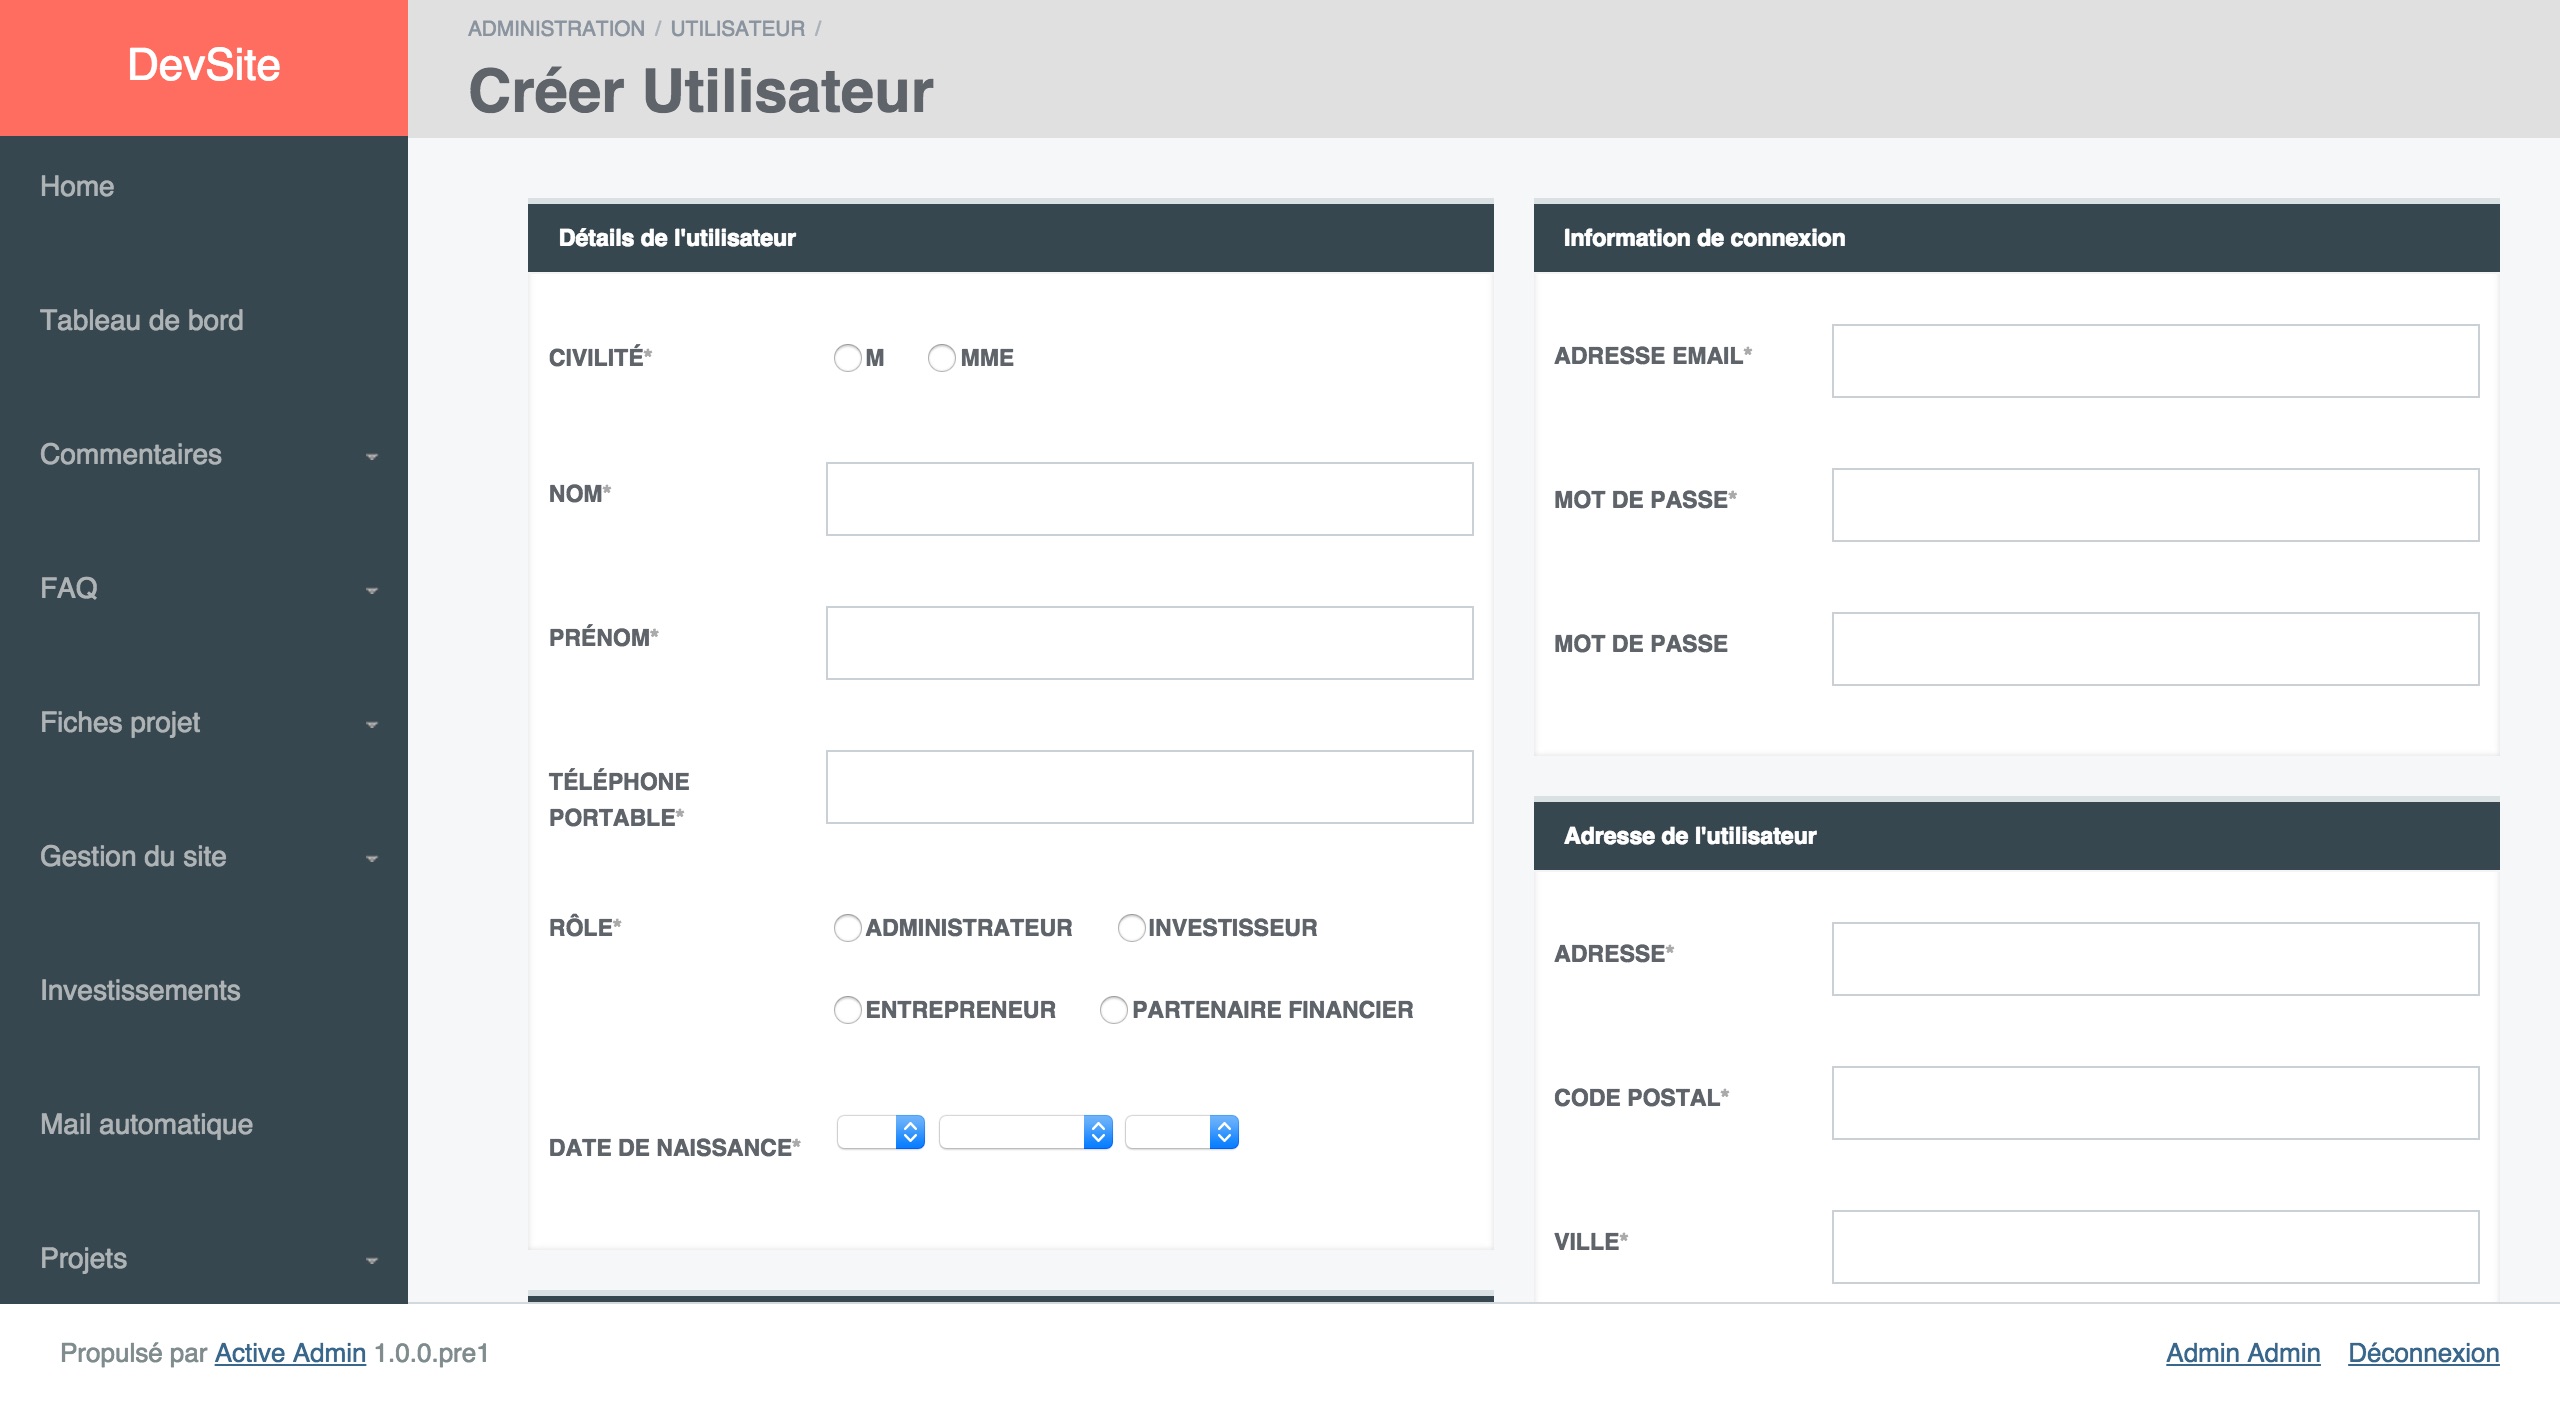 DevSite
Home
Tableau de bord
Commentaires
FAQ
Fiches projet
Gestion du site
Investissements
Mail automatique
Projets
ADMINISTRATION / UTILISATEUR /
Créer Utilisateur
Détails de l'utilisateur
CIVILITÉ*
M MME
NOM*
PRÉNOM*
TÉLÉPHONE
PORTABLE*
RÔLE*
ADMINISTRATEUR INVESTISSEUR
ENTREPRENEUR PARTENAIRE FINANCIER
DATE DE NAISSANCE*
Information de connexion
ADRESSE EMAIL*
MOT DE PASSE*
MOT DE PASSE
Adresse de l'utilisateur
ADRESSE*
CODE POSTAL*
VILLE*
Propulsé par Active Admin 1.0.0.pre1
Admin Admin Déconnexion